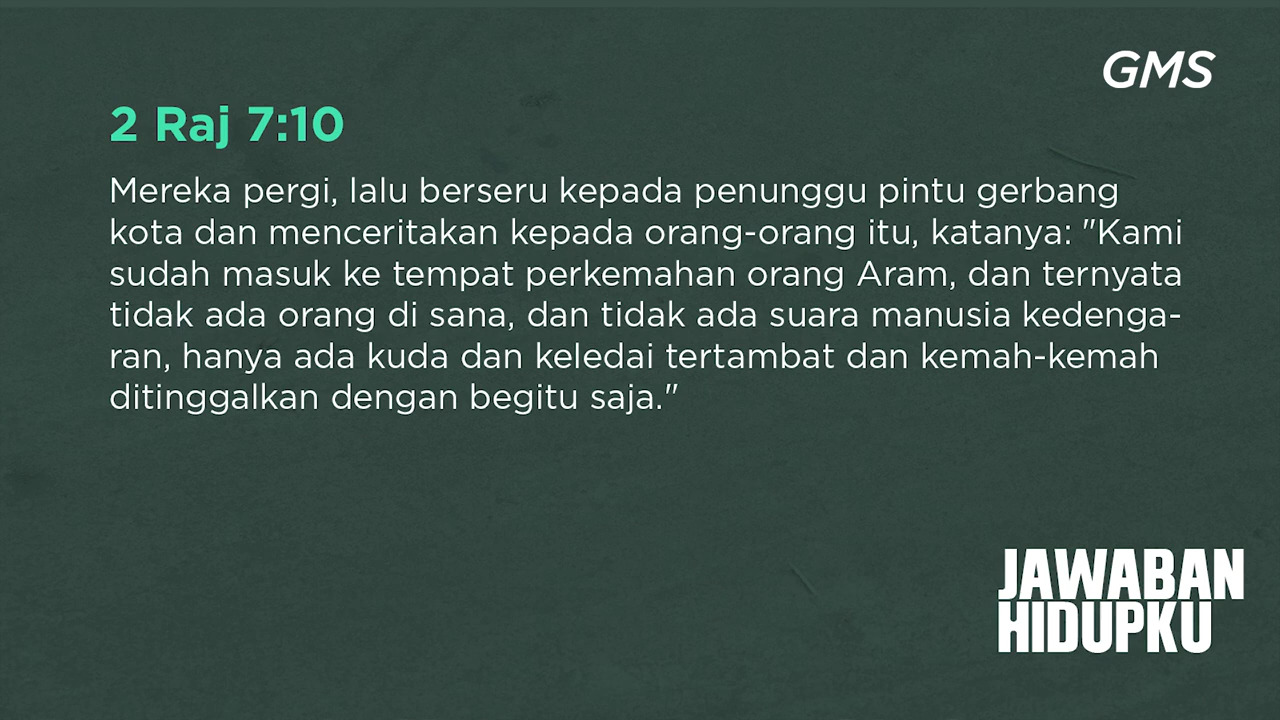 GMS
2 Raj 7:10
Mereka pergi, lalu berseru kepada penunggu pintu gerbang
kota dan menceritakan kepada orang-orang itu, katanya: "Kami
sudah masuk ke tempat perkemahan orang Aram, dan ternyata
tidak ada orang di sana, dan tidak ada suara manusia kedenga-
ran, hanya ada kuda dan keledai tertambat dan kemah-kemah
ditinggalkan dengan begitu saja."
JAWABAN
HIDUPKU